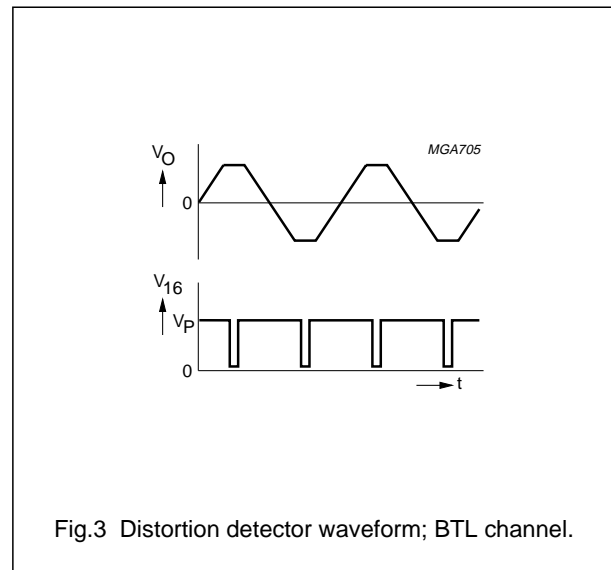 MGA705
VO
0
V16
VP
0
t
Fig.3 Distortion detector waveform; BTL channel.